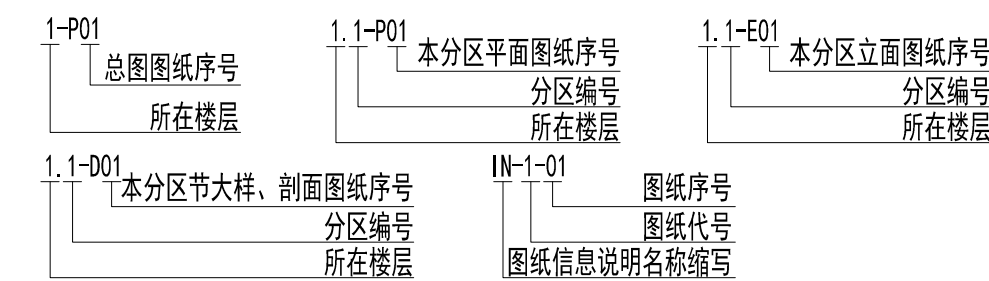 1-P01
总图图纸序号
所在楼层
1.1-P01
本分区平面图纸序号
分区编号
所在楼层
1.1-E01
本分区立面图纸序号
分区编号
所在楼层
1.1-D01
本分区节大样、剖面图纸序号
分区编号
所在楼层
IN-1-01
图纸序号
图纸代号
图纸信息说明名称缩写